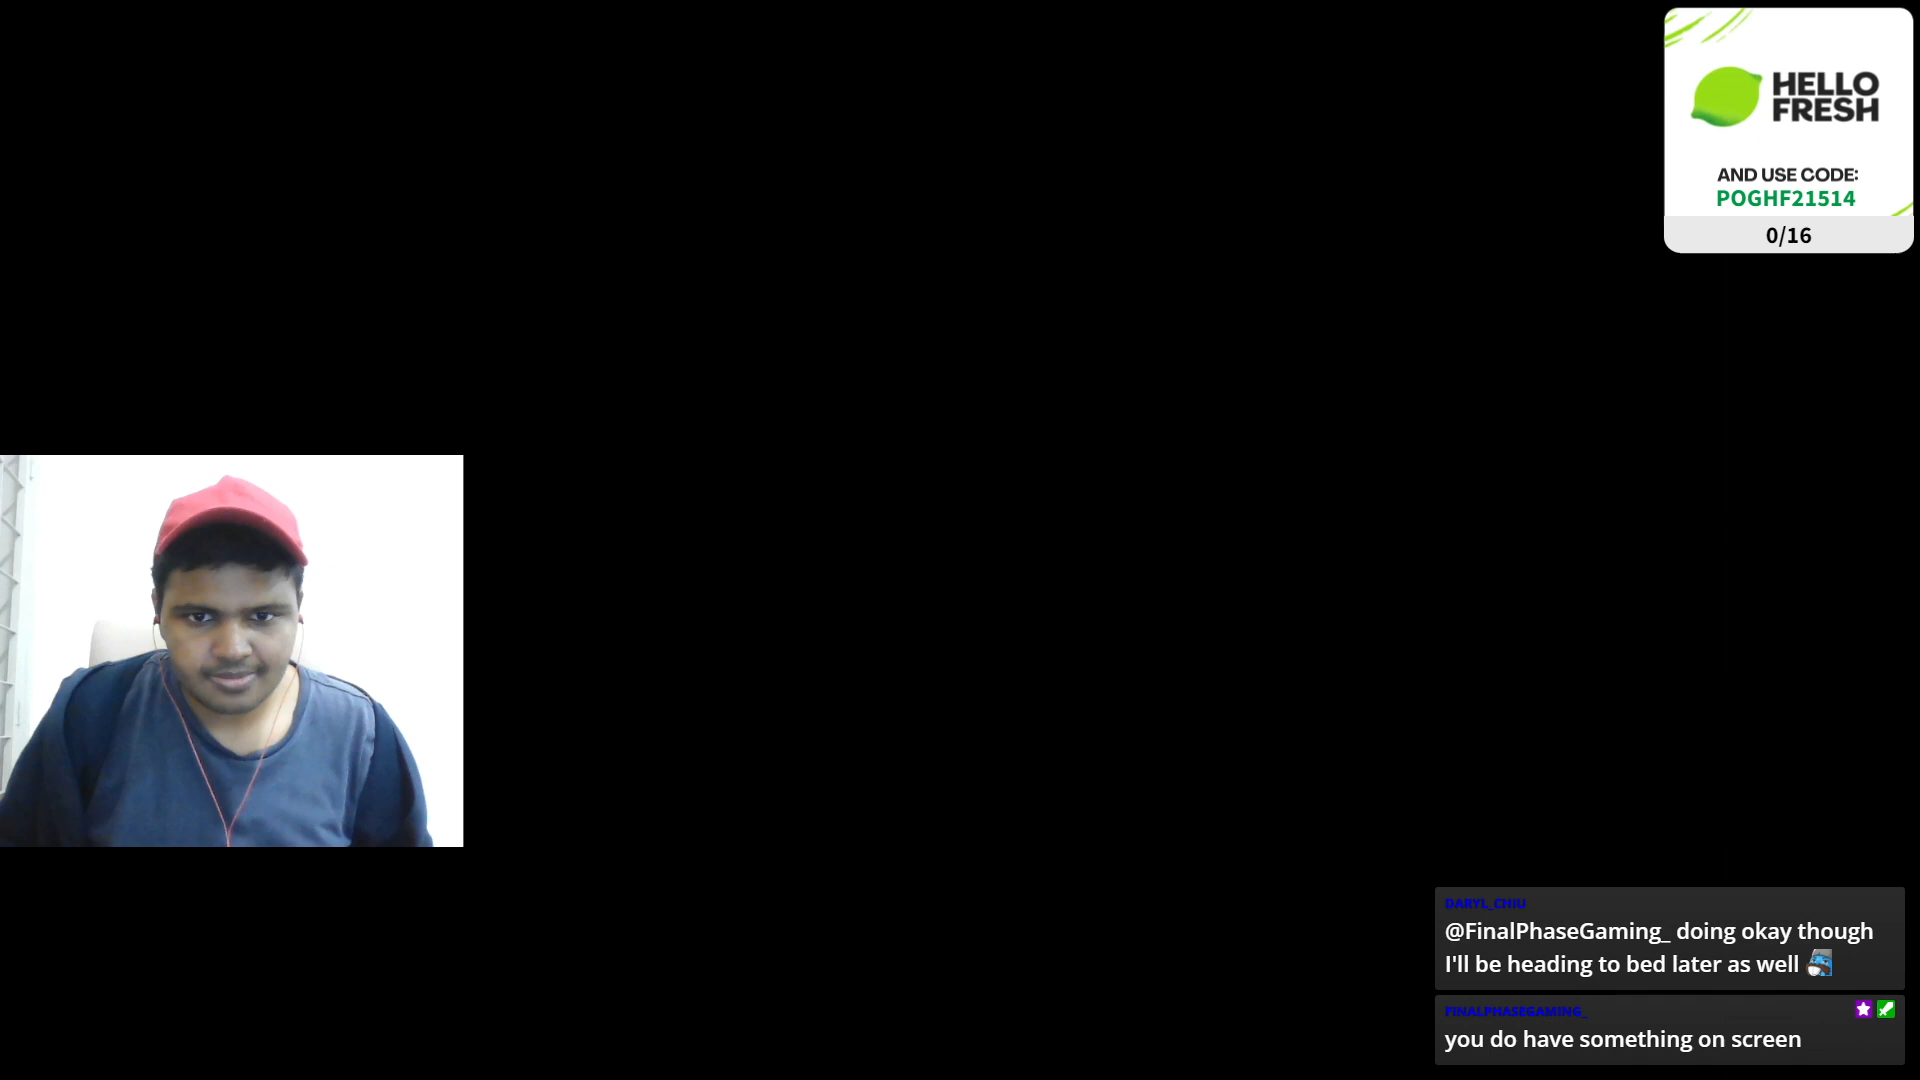 HELLO
FRESH
AND USE CODE:
POGHF21514
0/16
DARYL_CHIU
@FinalPhaseGaming_ doing okay though
I'll be heading to bed later as well
FINALPHASEGAMING_
you do have something on screen